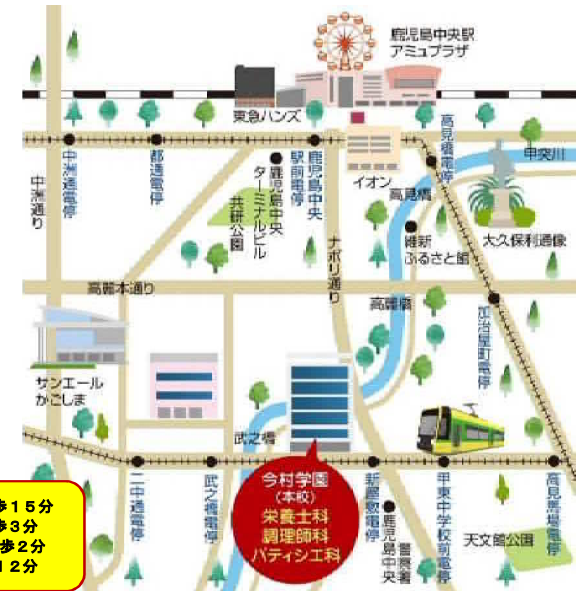 鹿児島中央駅
アミュプラザ
東急ハンズ
イオン
高見橋電停
甲突川
中洲通り
中洲通電停
都通電停
共研公園
鹿児島中央
ターミナルビル
鹿児島中央
駅前電停
高見橋
維新
ふるさと館
大久保利通像
ナポリ通り
高麗本通り
高麗橋
加治屋町電停
サンエール
かごしま
武之橋
二中通電停
武之橋電停
今村学園
(本校)
栄養士科
調理師科
パティシエ科
新屋敷電停
鹿児島中央
警察署
甲東中学校前電停
高見馬場電停
天文館公園
歩15分
歩3分
歩2分
12分